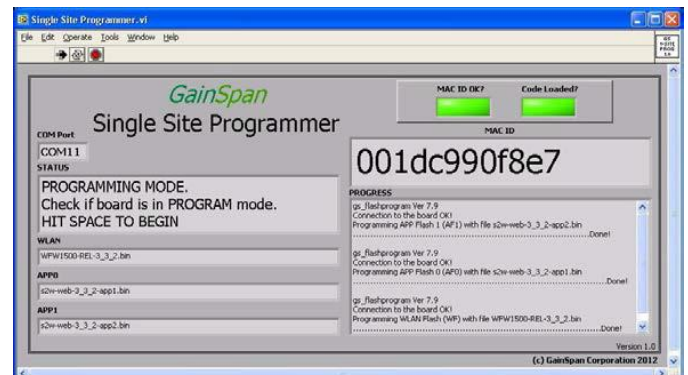 Single Site Programmer.vi
File Edit Operate Tools Window Help
GainSpan
Single Site Programmer
COM Port
COM11
STATUS
PROGRAMMING MODE.
Check if board is in PROGRAM mode.
HIT SPACE TO BEGIN
WLAN
WFW1500-REL-3_3_2.bin
APP0
s2w-web-3_3_2-app1.bin
APP1
s2w-web-3_3_2-app2.bin
MAC ID OK?
Code Loaded?
MAC ID
001dc990f8e7
PROGRESS
gs_flashprogram Ver 7.9
Connection to the board OK!
Programming APP Flash 1 (AF1) with file s2w-web-3_3_2-app2.bin
Done!
gs_flashprogram Ver 7.9
Connection to the board OK!
Programming APP Flash 0 (AF0) with file s2w-web-3_3_2-app1.bin
Done!
gs_flashprogram Ver 7.9
Connection to the board OK!
Programming WLAN Flash (WF) with file WFW1500-REL-3_3_2.bin
Done!
Version 1.0
(c) GainSpan Corporation 2012